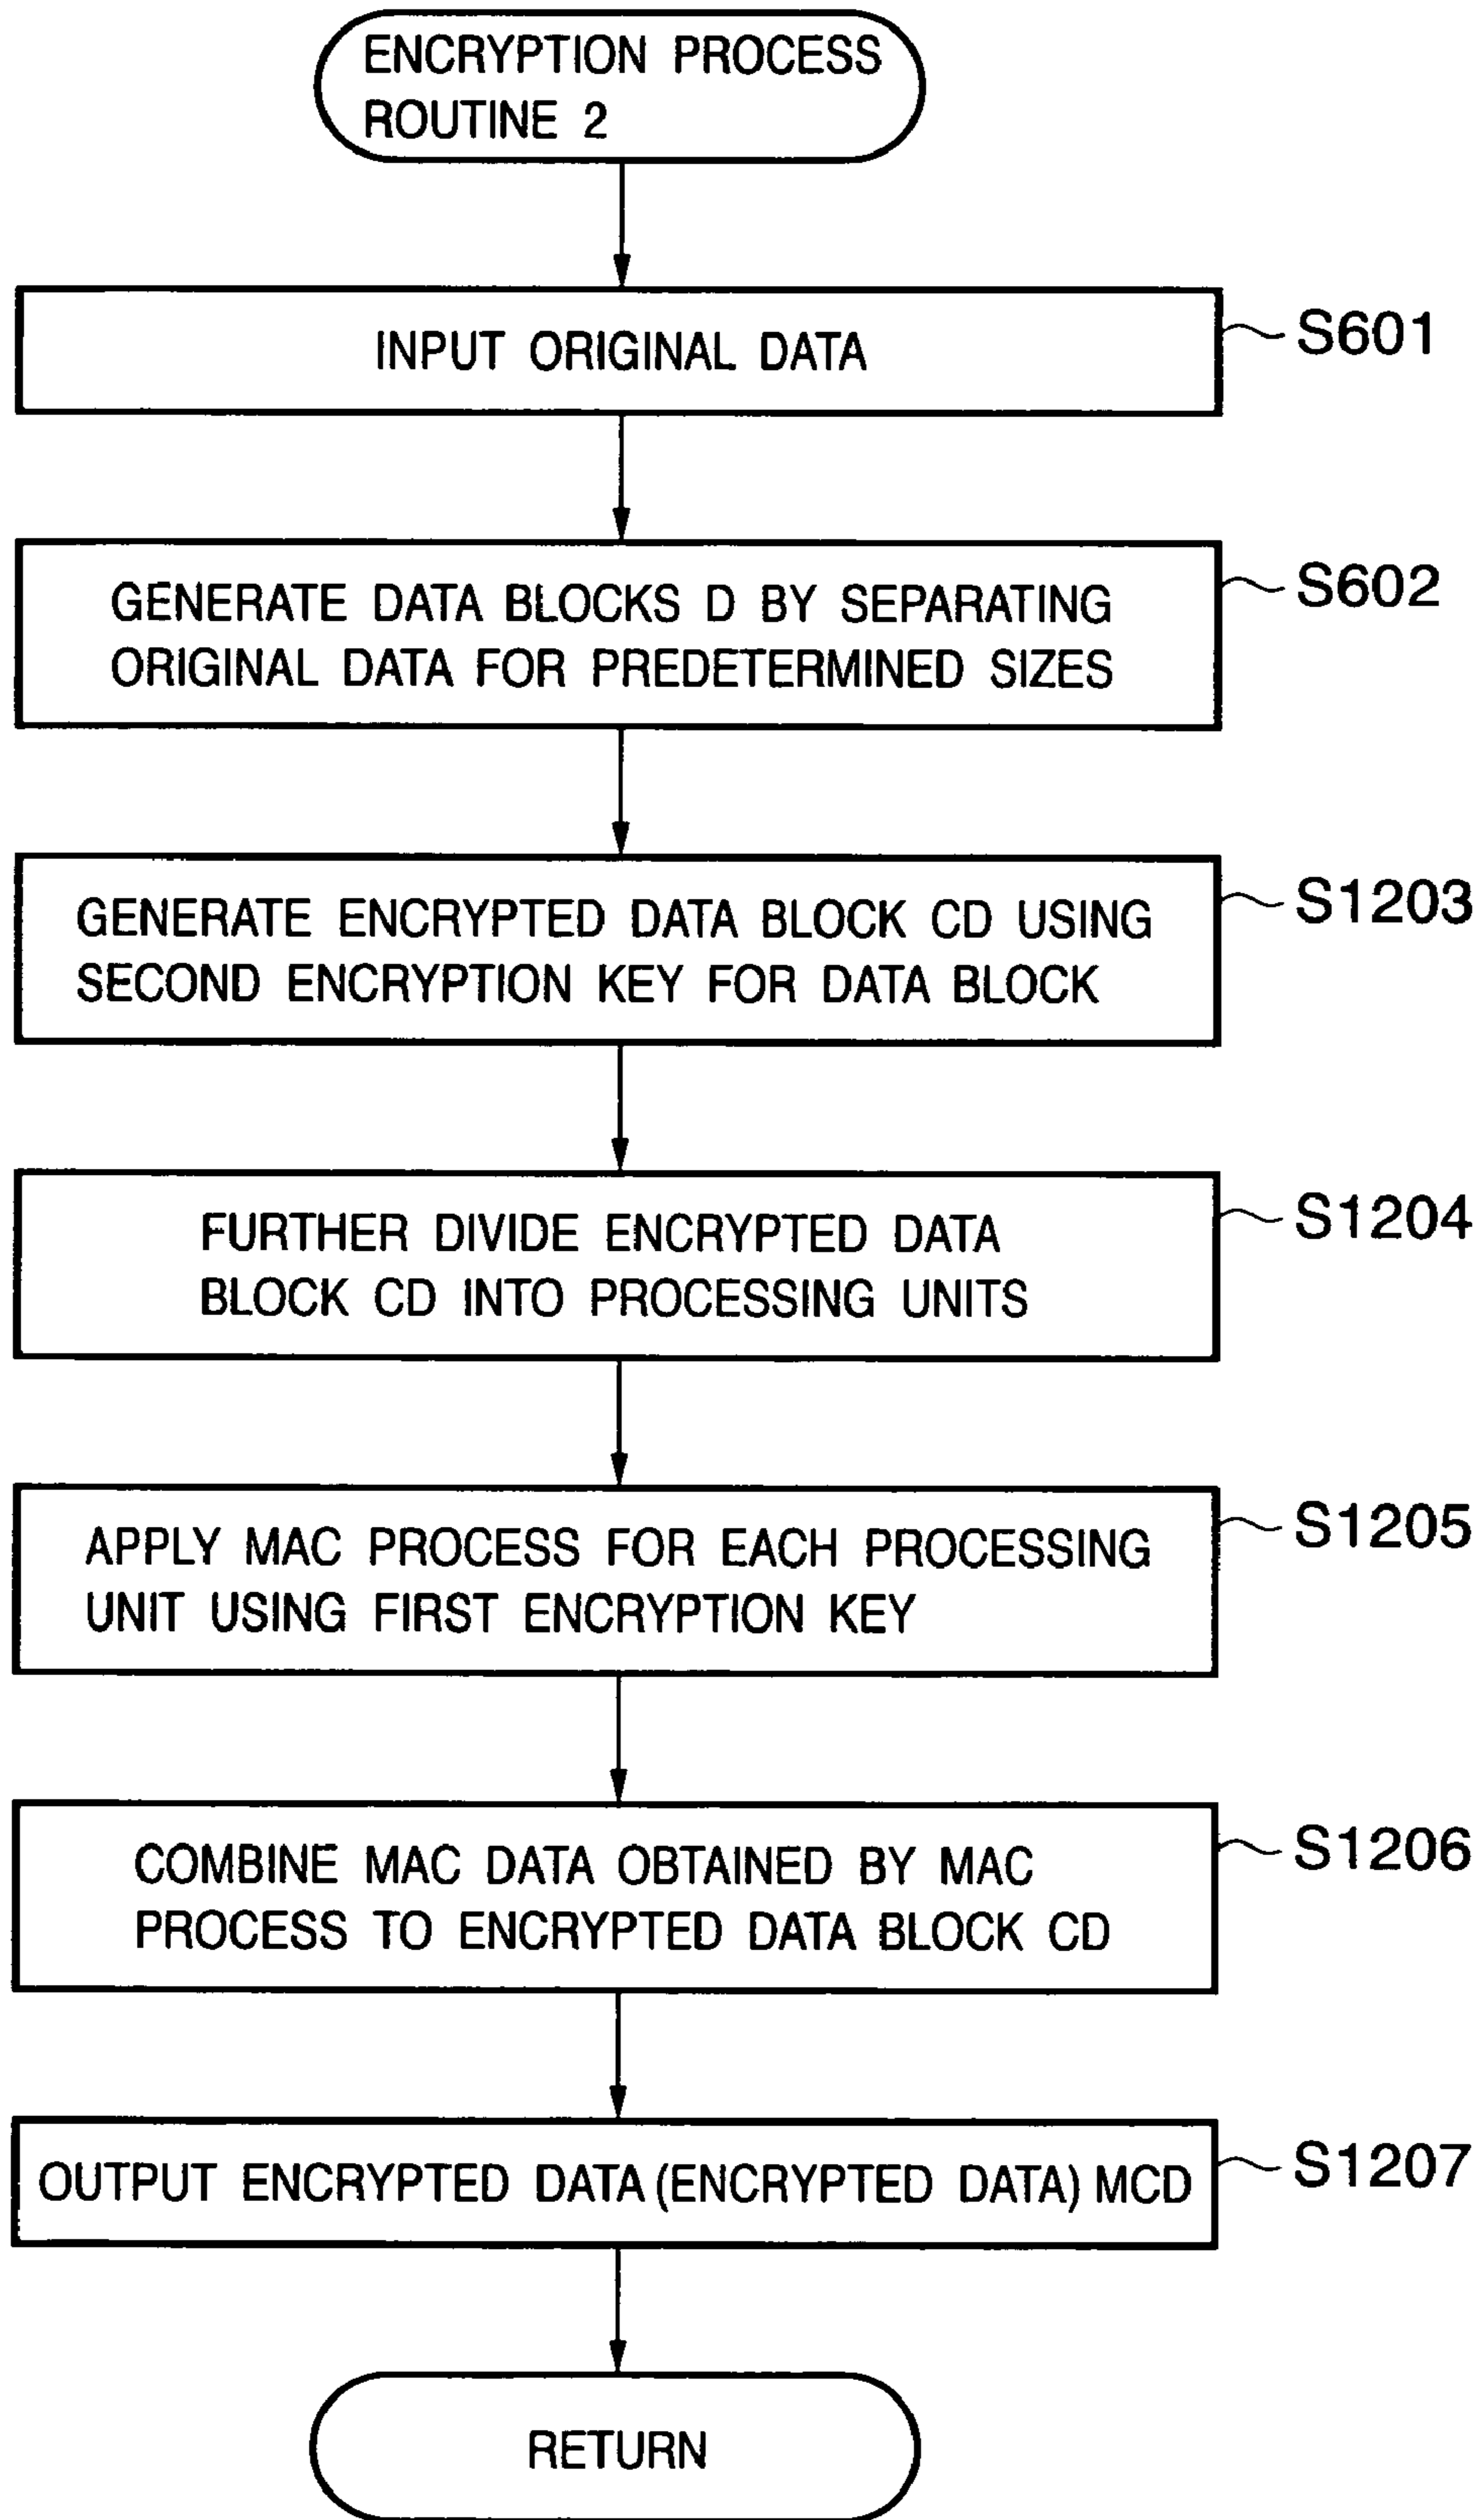 ENCRYPTION PROCESS
ROUTINE 2
INPUT ORIGINAL DATA
S601
GENERATE DATA BLOCKS D BY SEPARATING
ORIGINAL DATA FOR PREDETERMINED SIZES
S602
GENERATE ENCRYPTED DATA BLOCK CD USING
SECOND ENCRYPTION KEY FOR DATA BLOCK
S1203
FURTHER DIVIDE ENCRYPTED DATA
BLOCK CD INTO PROCESSING UNITS
S1204
APPLY MAC PROCESS FOR EACH PROCESSING
UNIT USING FIRST ENCRYPTION KEY
S1205
COMBINE MAC DATA OBTAINED BY MAC
PROCESS TO ENCRYPTED DATA BLOCK CD
S1206
OUTPUT ENCRYPTED DATA (ENCRYPTED DATA) MCD
S1207
RETURN